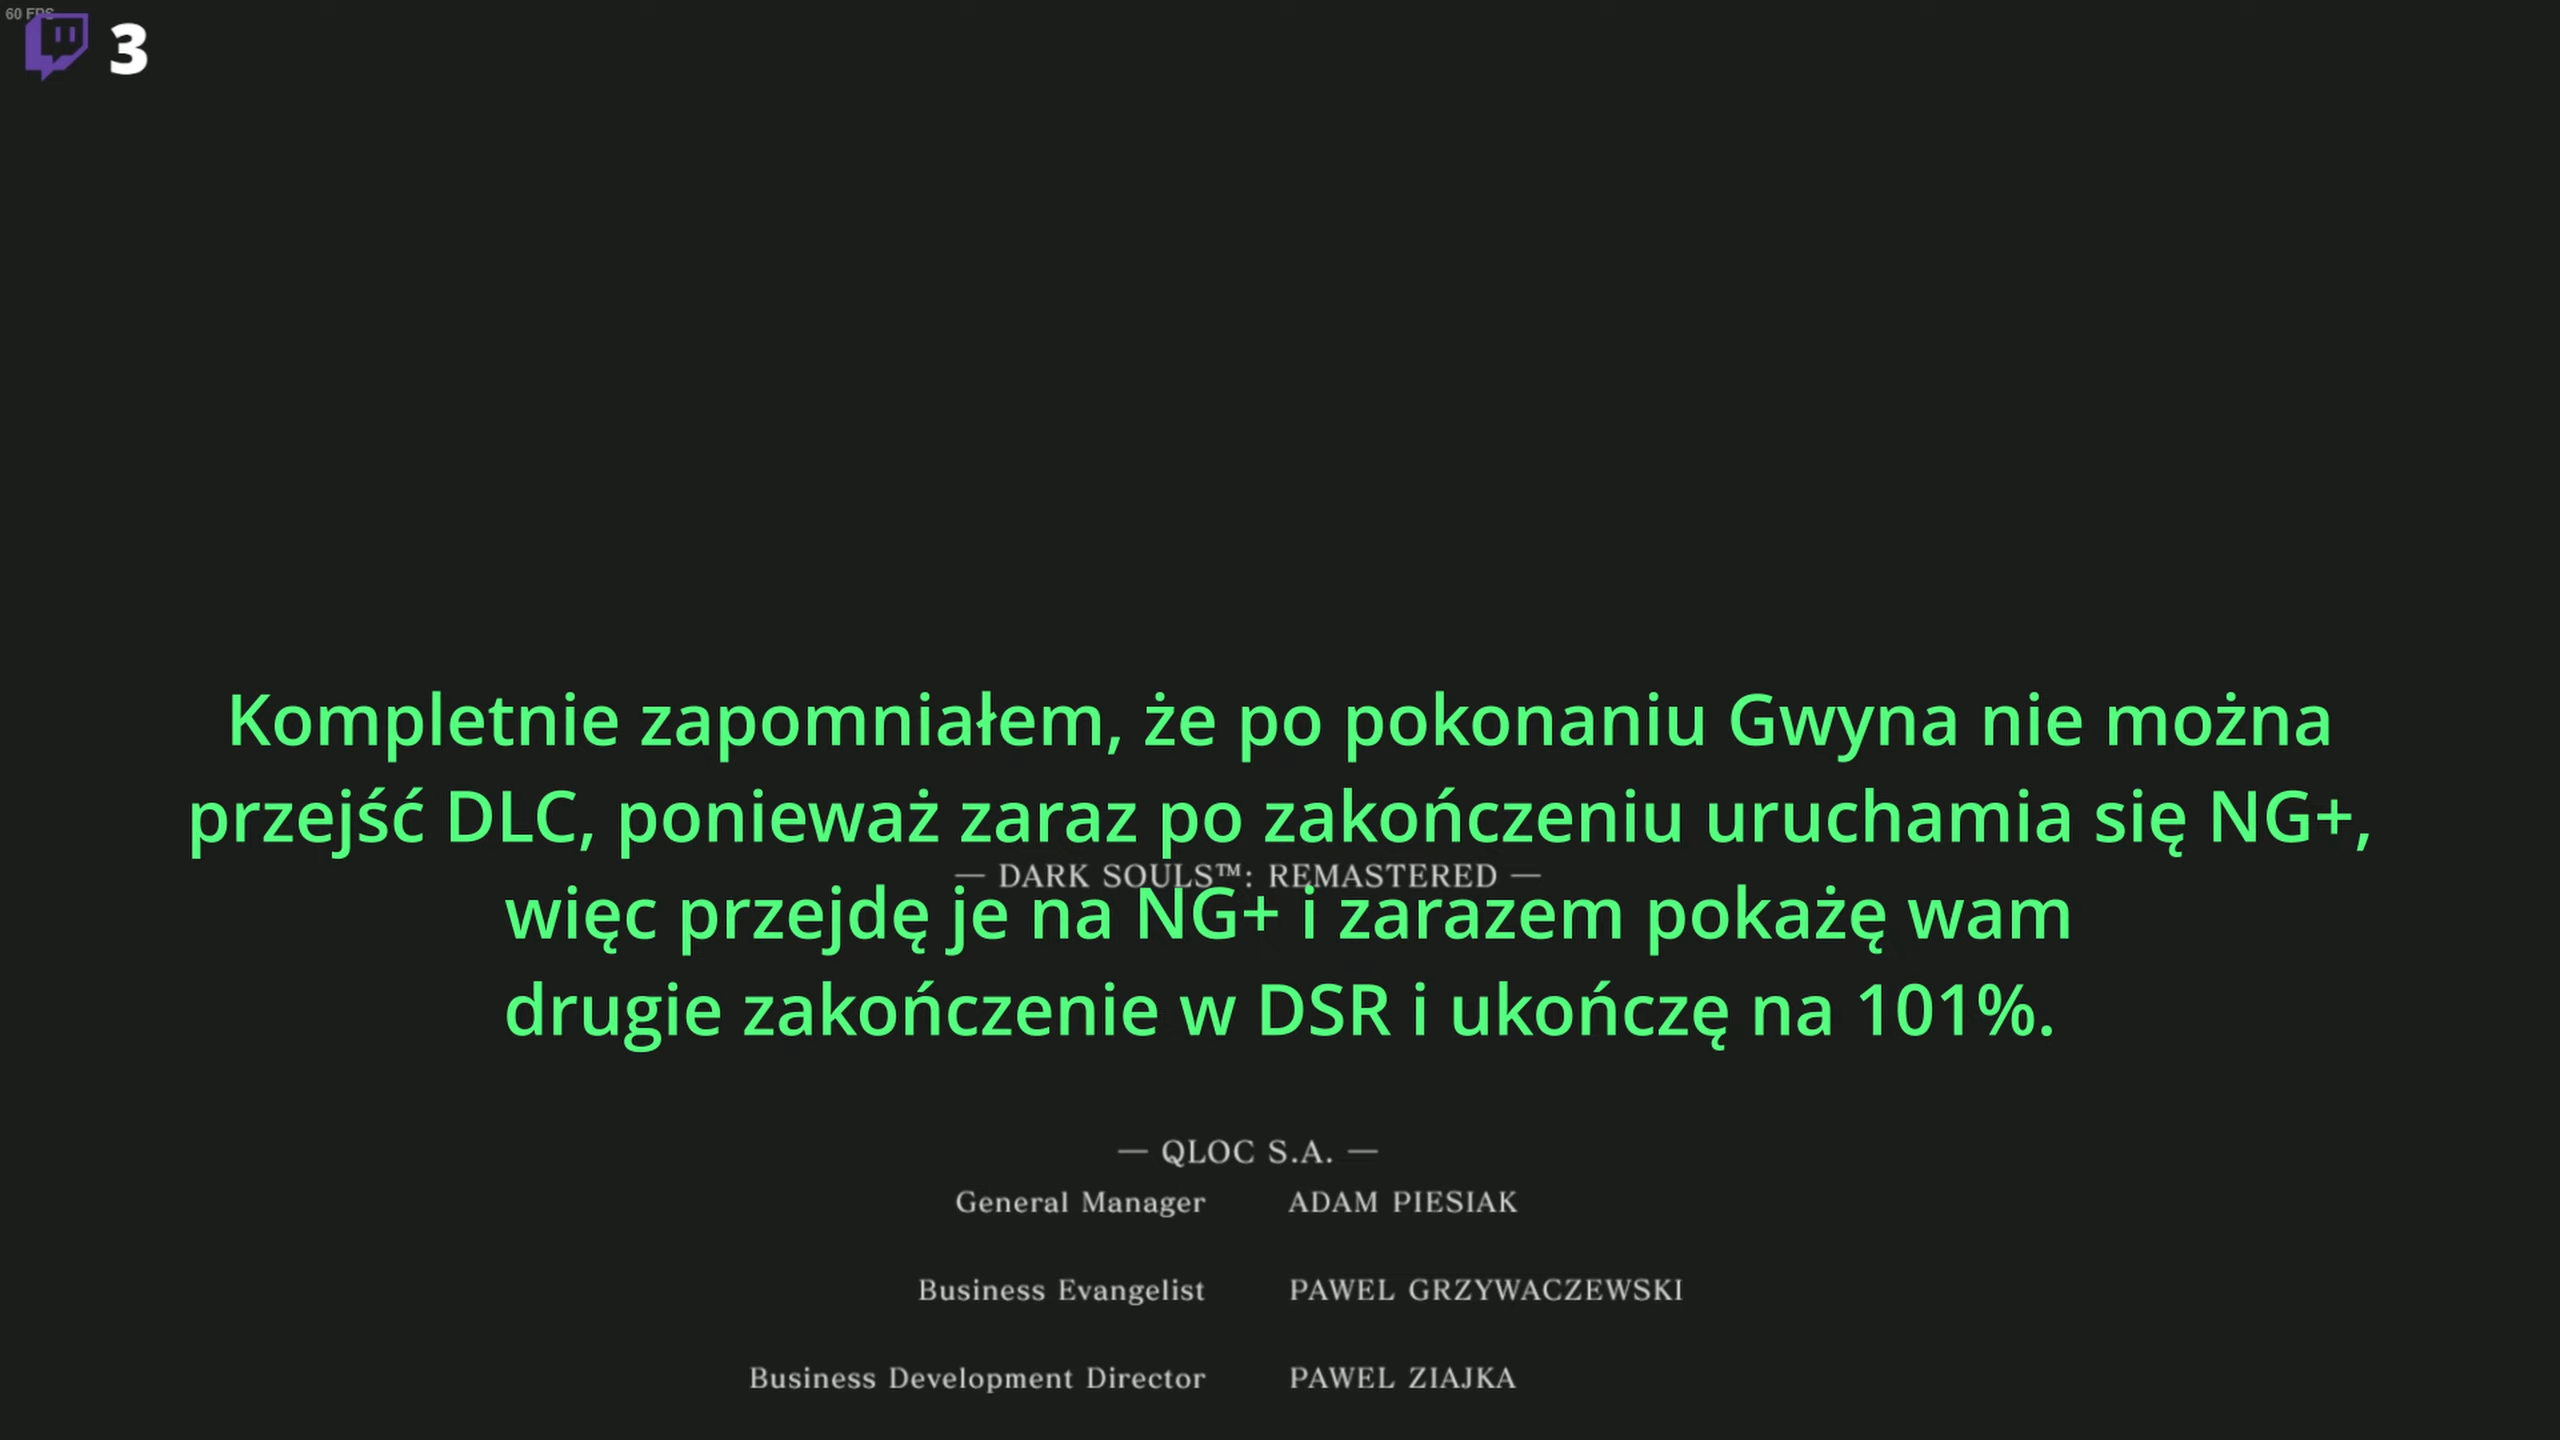 60 FPS
3
Kompletnie zapomniałem, że po pokonaniu Gwyna nie można
przejść DLC, ponieważ zaraz po zakończeniu uruchamia się NG+,
— DARK SOULS™: REMASTERED —
więc przejdę je na NG+ i zarazem pokażę wam
drugie zakończenie w DSR i ukończę na 101%.
— QLOC S.A. —
General Manager ADAM PIESIAK
Business Evangelist PAWEL GRZYWACZEWSKI
Business Development Director PAWEL ZIAJKA